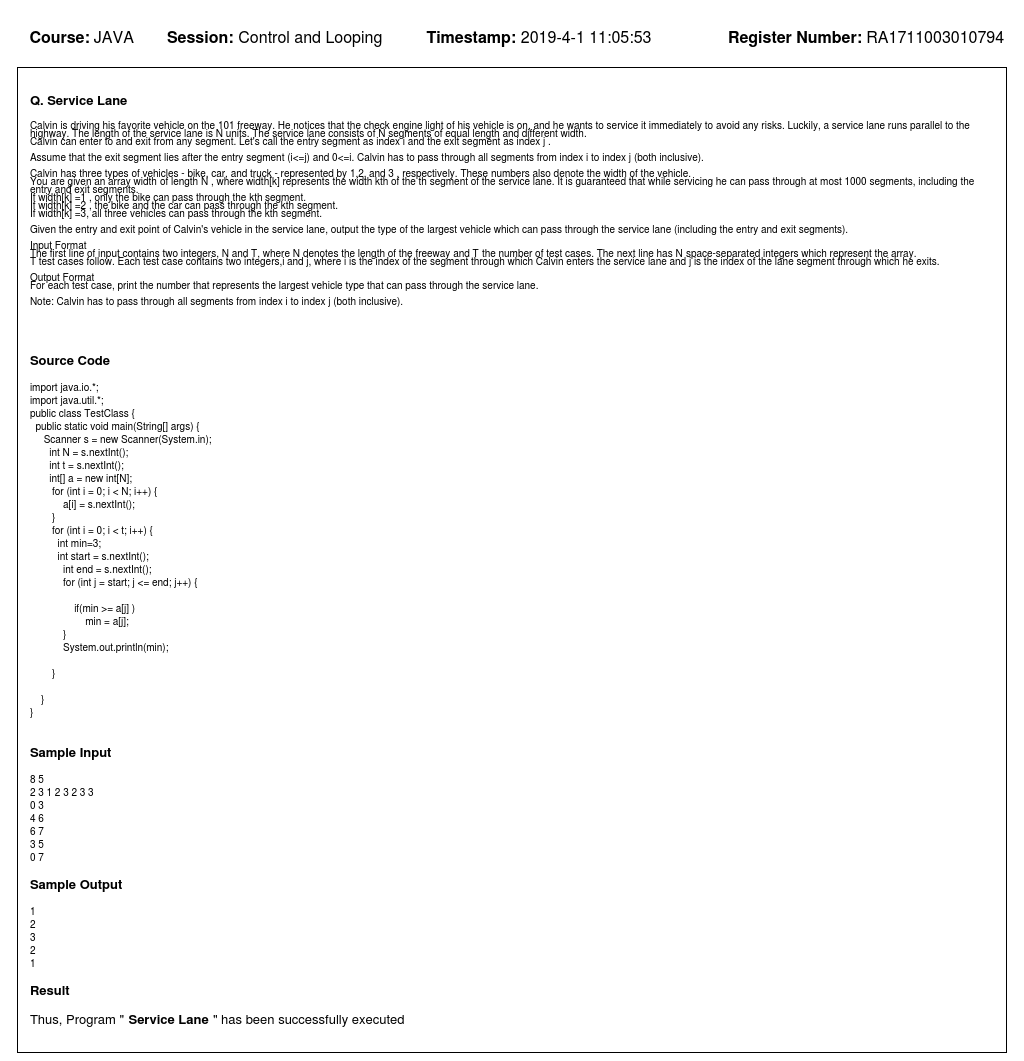 Course: JAVA Session: Control and Looping Timestamp: 2019-4-1 11:05:53 Register Number: RA1711003010794
Q. Service Lane
Calvin is driving his favorite vehicle on the 101 freeway. He notices that the check engine light of his vehicle is on, and he wants to service it immediately to avoid any risks. Luckily, a service lane runs parallel to the
highway. The length of the service lane is N units. The service lane consists of N segments of equal length and different width.
Calvin can enter to and exit from any segment. Let's call the entry segment as index i and the exit segment as index j .
Assume that the exit segment lies after the entry segment (i<=j) and 0<=i. Calvin has to pass through all segments from index i to index j (both inclusive).
Calvin has three types of vehicles - bike, car, and truck - represented by 1,2, and 3 , respectively. These numbers also denote the width of the vehicle.
You are given an array width of length N , where width[k] represents the width kth of the th segment of the service lane. It is guaranteed that while servicing he can pass through at most 1000 segments, including the
entry and exit segments.
If width[k] =1 , only the bike can pass through the kth segment.
If width[k] =2 , the bike and the car can pass through the kth segment.
If width[k] =3, all three vehicles can pass through the kth segment.
Given the entry and exit point of Calvin's vehicle in the service lane, output the type of the largest vehicle which can pass through the service lane (including the entry and exit segments).
Input Format
The first line of input contains two integers, N and T, where N denotes the length of the freeway and T the number of test cases. The next line has N space-separated integers which represent the array.
T test cases follow. Each test case contains two integers,i and j, where i is the index of the segment through which Calvin enters the service lane and j is the index of the lane segment through which he exits.
Output Format
For each test case, print the number that represents the largest vehicle type that can pass through the service lane.
Note: Calvin has to pass through all segments from index i to index j (both inclusive).
Source Code
import java.io.*;
import java.util.*;
public class TestClass {
public static void main(String[] args) {
Scanner s = new Scanner(System.in);
int N = s.nextInt();
int t = s.nextInt();
int[] a = new int[N];
for (int i = 0; i < N; i++) {
a[i] = s.nextInt();
}
for (int i = 0; i < t; i++) {
int min=3;
int start = s.nextInt();
int end = s.nextInt();
for (int j = start; j <= end; j++) {
if(min >= a[j] )
min = a[j];
}
System.out.println(min);
}
}
}
Sample Input
8 5
2 3 1 2 3 2 3 3
0 3
4 6
6 7
3 5
0 7
Sample Output
1
2
3
2
1
Result
Thus, Program " Service Lane " has been successfully executed